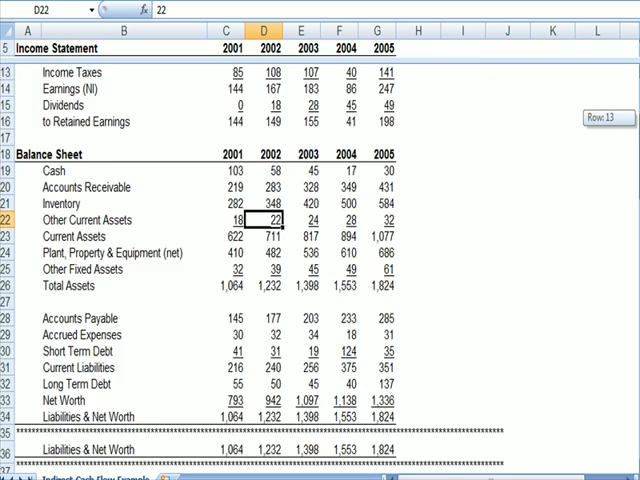 D22 fx 22
A B C D E F G H I J K L
5 Income Statement 2001 2002 2003 2004 2005
13 Income Taxes 85 108 107 40 141
14 Earnings (NI) 144 167 183 86 247
15 Dividends 0 18 28 45 49
16 to Retained Earnings 144 149 155 41 198
Row: 13
17
18 Balance Sheet 2001 2002 2003 2004 2005
19 Cash 103 58 45 17 30
20 Accounts Receivable 219 283 328 349 431
21 Inventory 282 348 420 500 584
22 Other Current Assets 18 22 24 28 32
23 Current Assets 622 711 817 894 1,077
24 Plant, Property & Equipment (net) 410 482 536 610 686
25 Other Fixed Assets 32 39 45 49 61
26 Total Assets 1,064 1,232 1,398 1,553 1,824
27
28 Accounts Payable 145 177 203 233 285
29 Accrued Expenses 30 32 34 18 31
30 Short Term Debt 41 31 19 124 35
31 Current Liabilities 216 240 256 375 351
32 Long Term Debt 55 50 45 40 137
33 Net Worth 793 942 1,097 1,138 1,336
34 Liabilities & Net Worth 1,064 1,232 1,398 1,553 1,824
35
36 Liabilities & Net Worth 1,064 1,232 1,398 1,553 1,824
37
Indirect Cash Flow Example